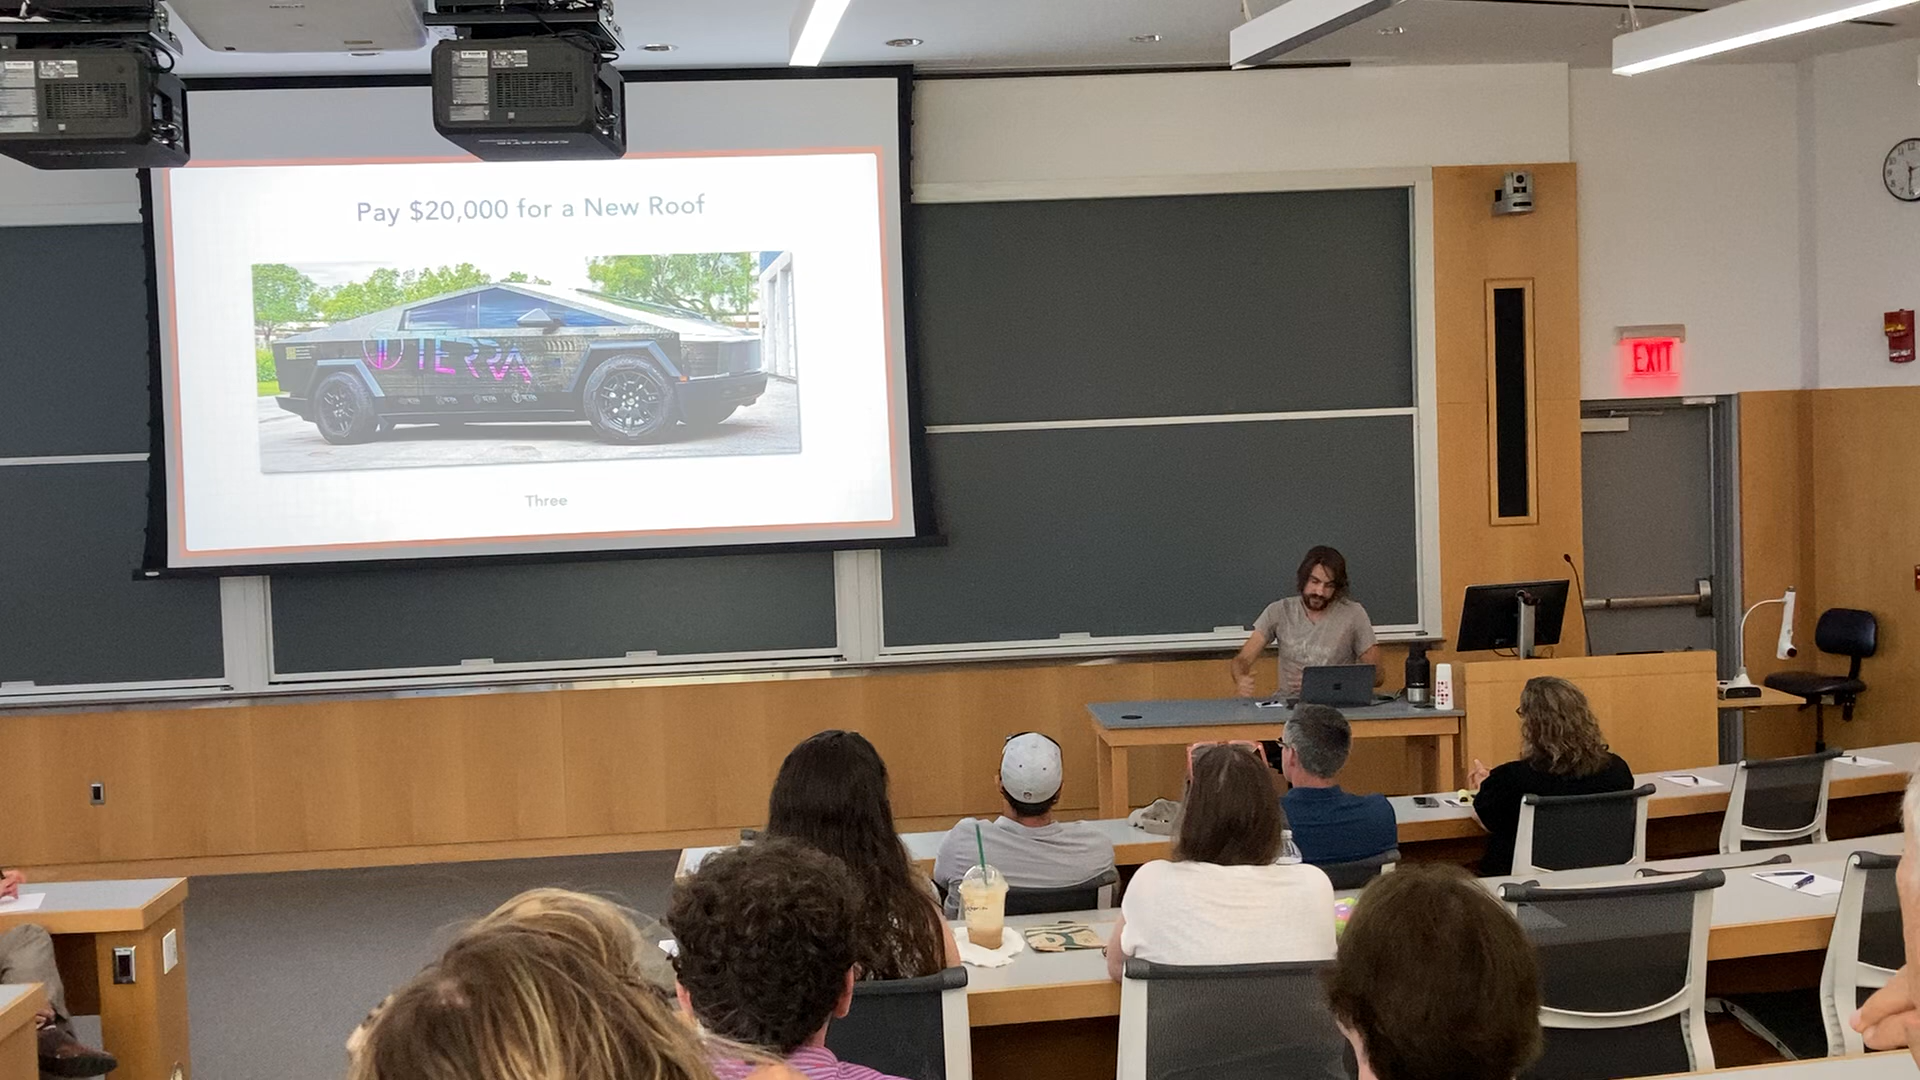 Pay $20,000 for a New Roof
TERRA
Three
EXIT